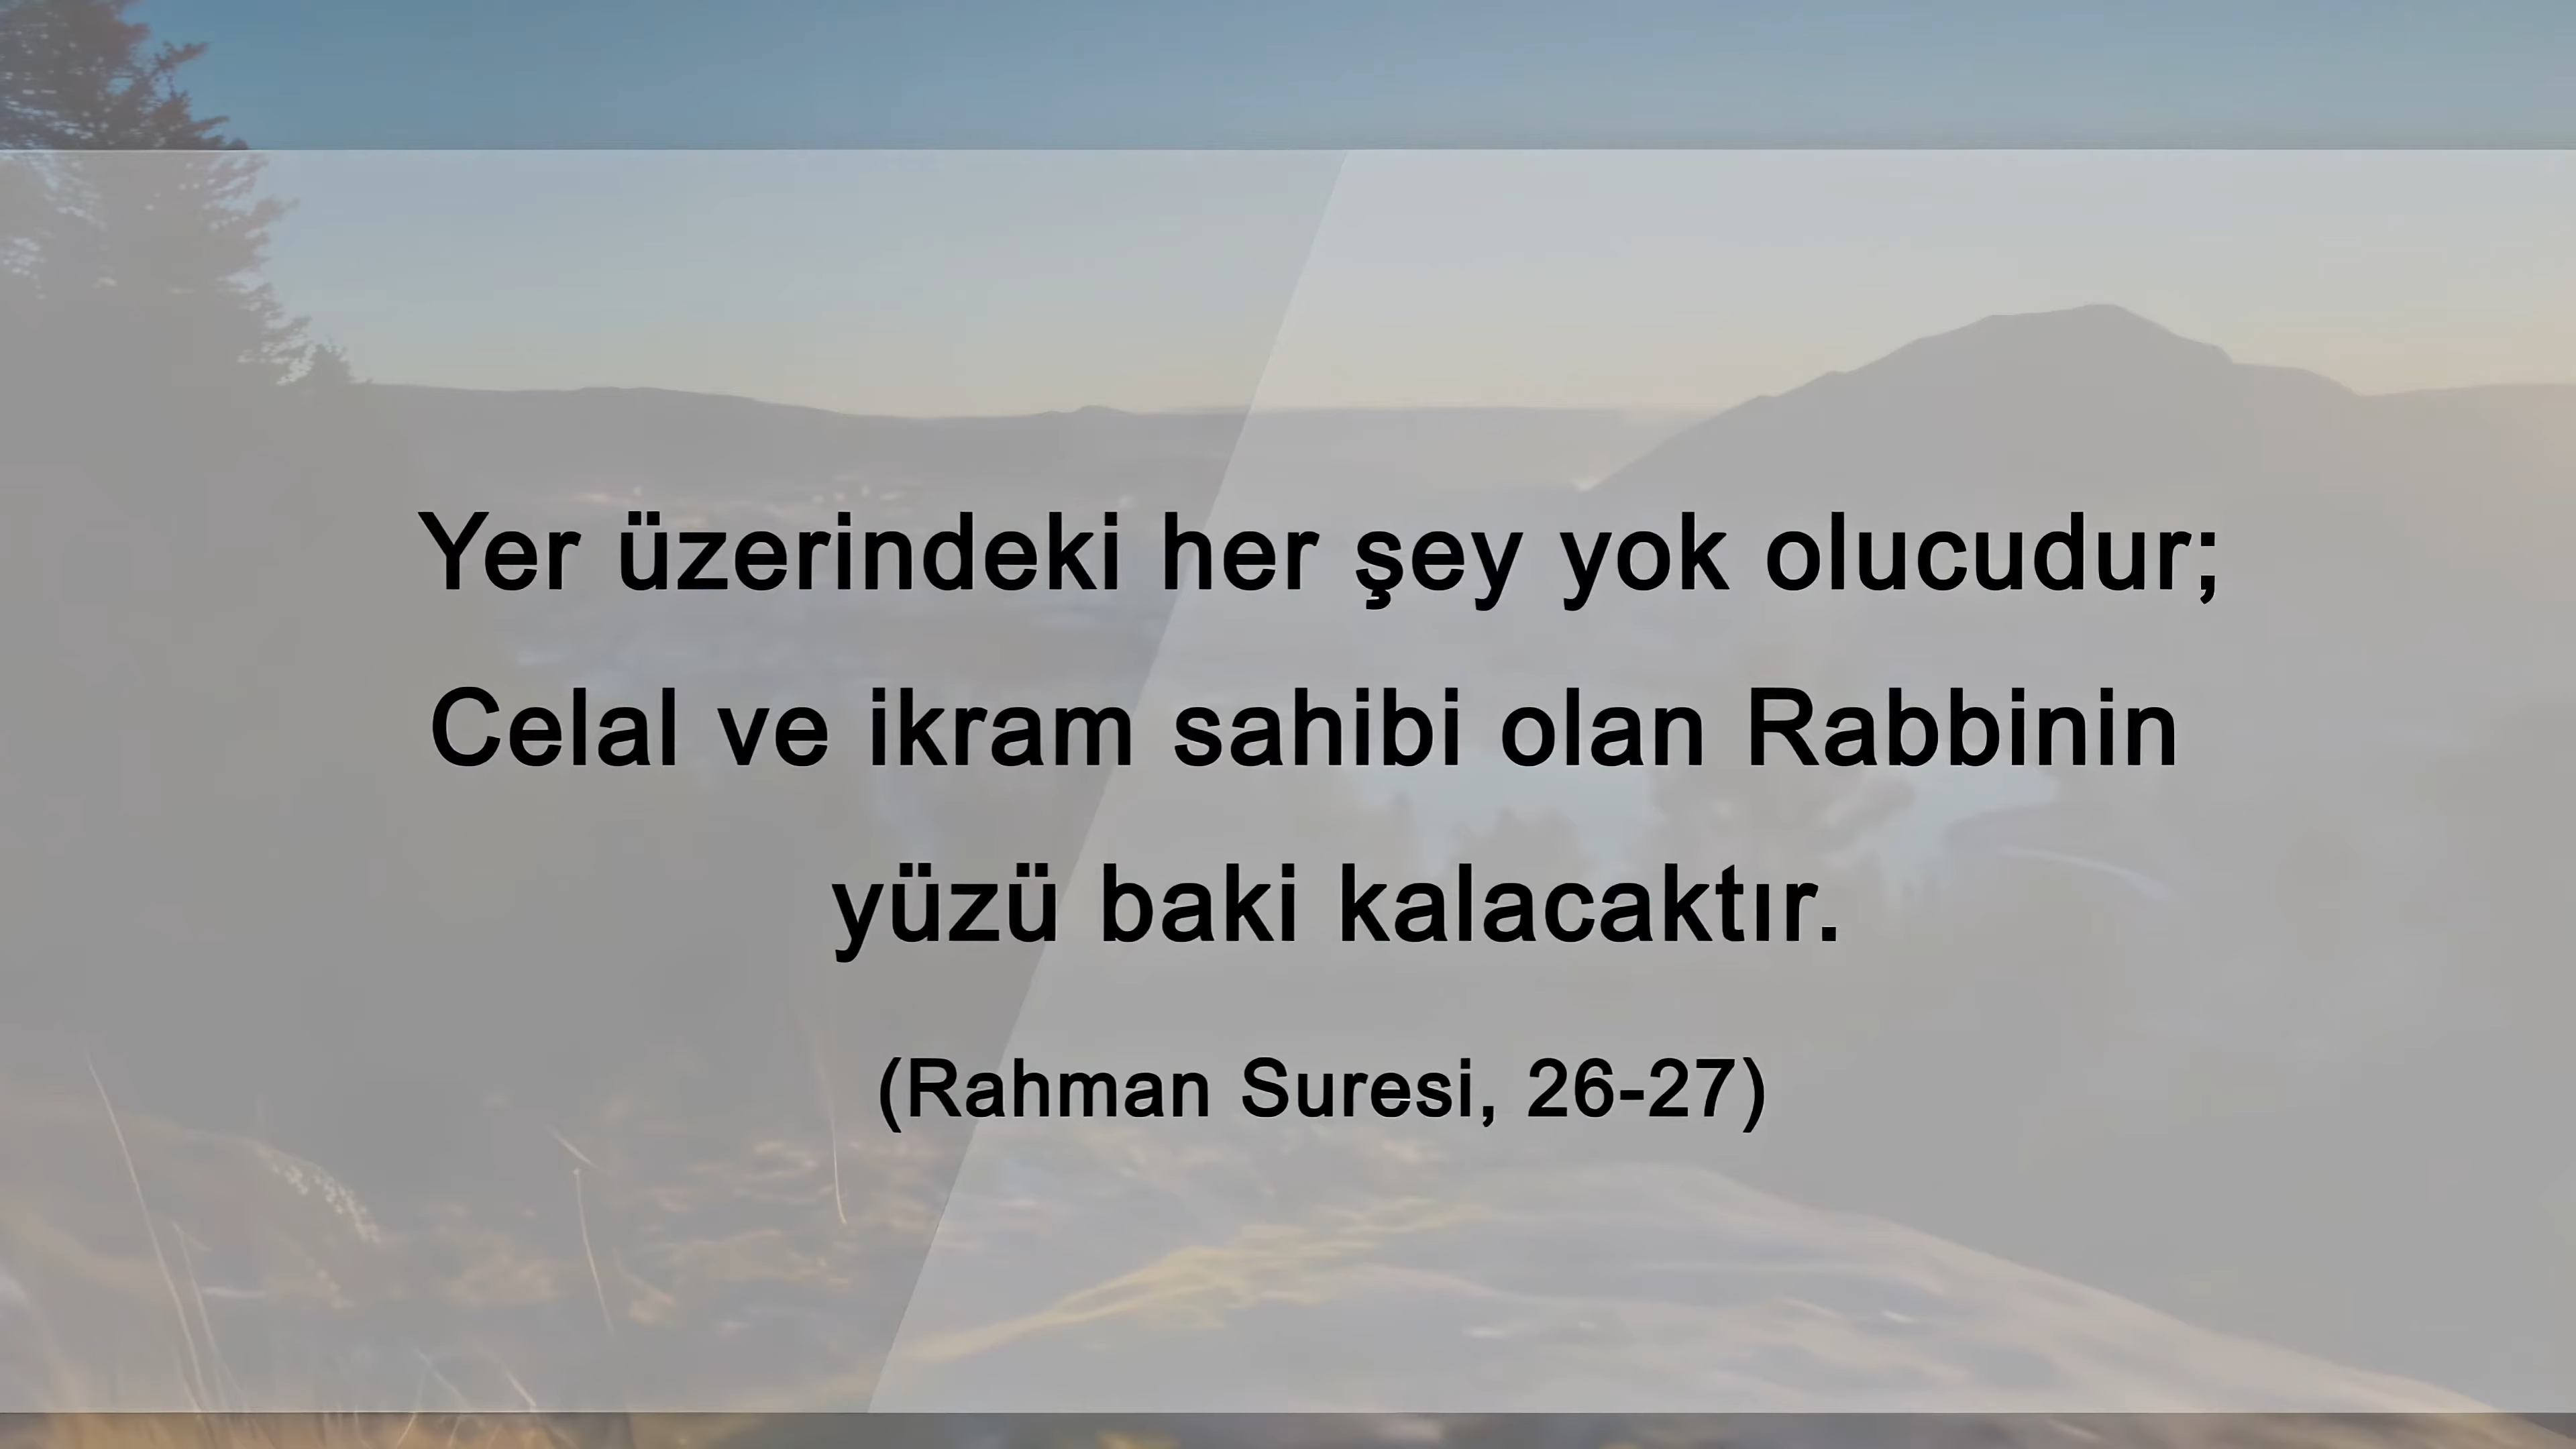 Yer üzerindeki her şey yok olucudur;
Celal ve ikram sahibi olan Rabbinin
yüzü baki kalacaktır.
(Rahman Suresi, 26-27)